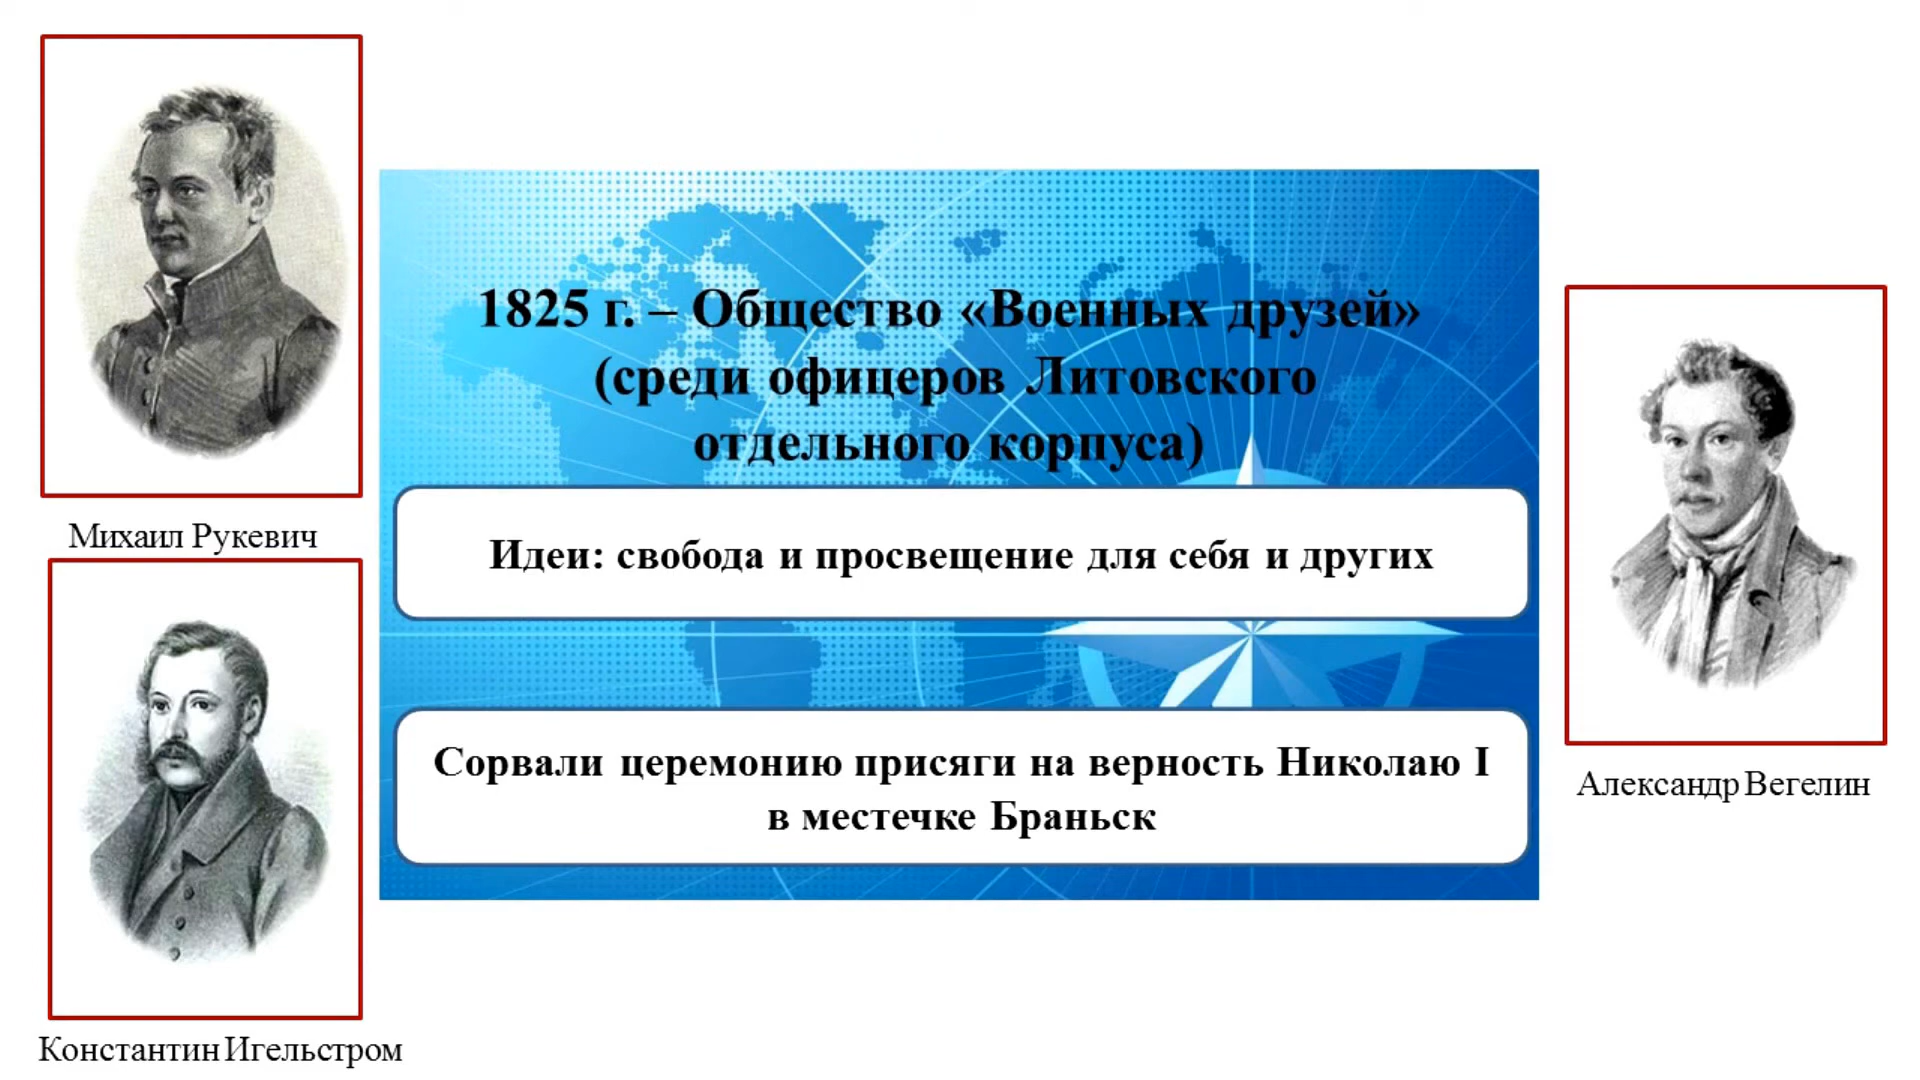 Михаил Рукевич
Константин Игельстром
1825 г. – Общество «Военных друзей»
(среди офицеров Литовского
отдельного корпуса)
Идеи: свобода и просвещение для себя и других
Сорвали церемонию присяги на верность Николаю I
в местечке Браньск
Александр Вегелин